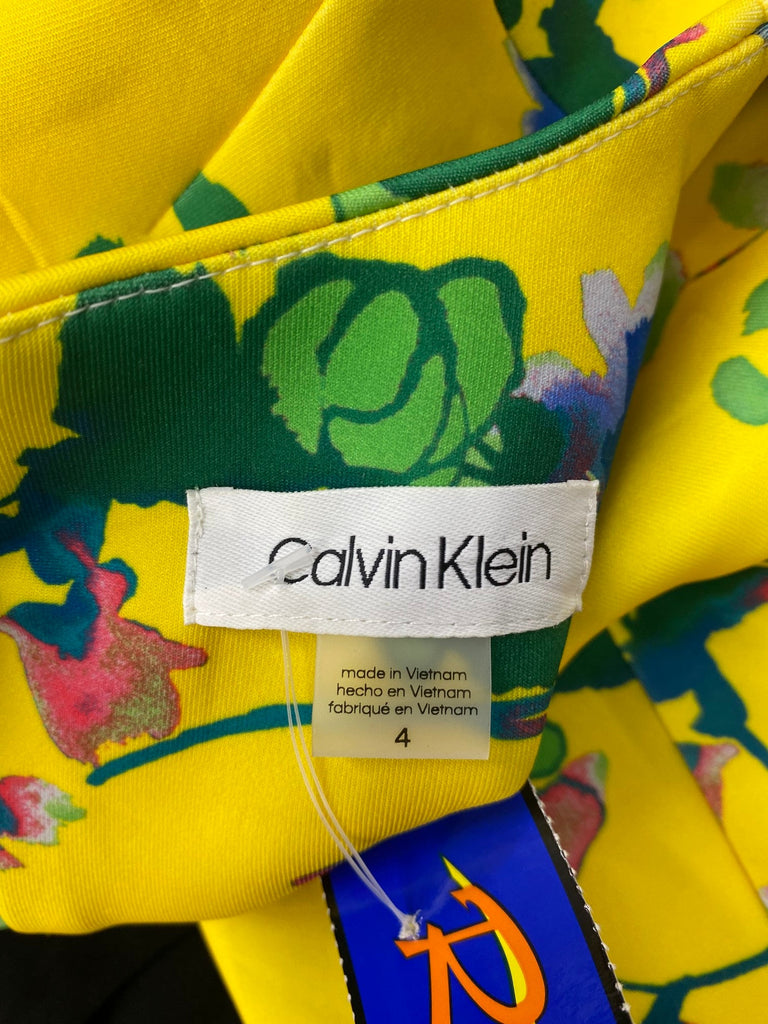 Calvin Klein
made in Vietnam
hecho en Vietnam
fabriqué en Vietnam
4
R